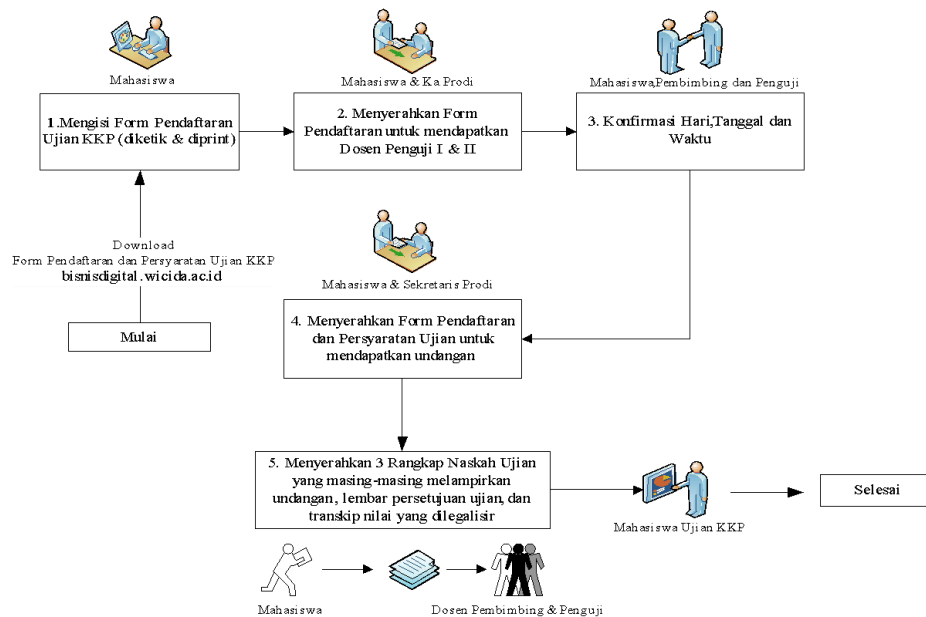 Mahasiswa
1.Mengisi Form Pendaftaran
Ujian KKP (diketik & diprint)
Mahasiswa & Ka Prodi
2. Menyerahkan Form
Pendaftaran untuk mendapatkan
Dosen Penguji I & II
Mahasiswa,Pembimbing dan Penguji
3. Konfirmasi Hari,Tanggal dan
Waktu
Download
Form Pendaftaran dan Persyaratan Ujian KKP
bisnisdigital.wicida.ac.id
Mulai
Mahasiswa & Sekretaris Prodi
4. Menyerahkan Form Pendaftaran
dan Persyaratan Ujian untuk
mendapatkan undangan
5. Menyerahkan 3 Rangkap Naskah Ujian
yang masing-masing melampirkan
undangan, lembar persetujuan ujian, dan
transkip nilai yang dilegalisir
Mahasiswa Ujian KKP
Selesai
Mahasiswa
Dosen Pembimbing & Penguji